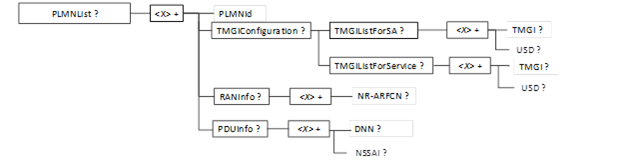 PLMNList ?
<X> +
PLMNId
TMGIConfiguration ?
TMGIListForSA ?
<X> +
TMGI ?
USD ?
TMGIListForService ?
<X> +
TMGI ?
USD ?
RANInfo ?
<X> +
NR-ARFCN ?
PDUInfo ?
<X> +
DNN ?
NSSAI ?